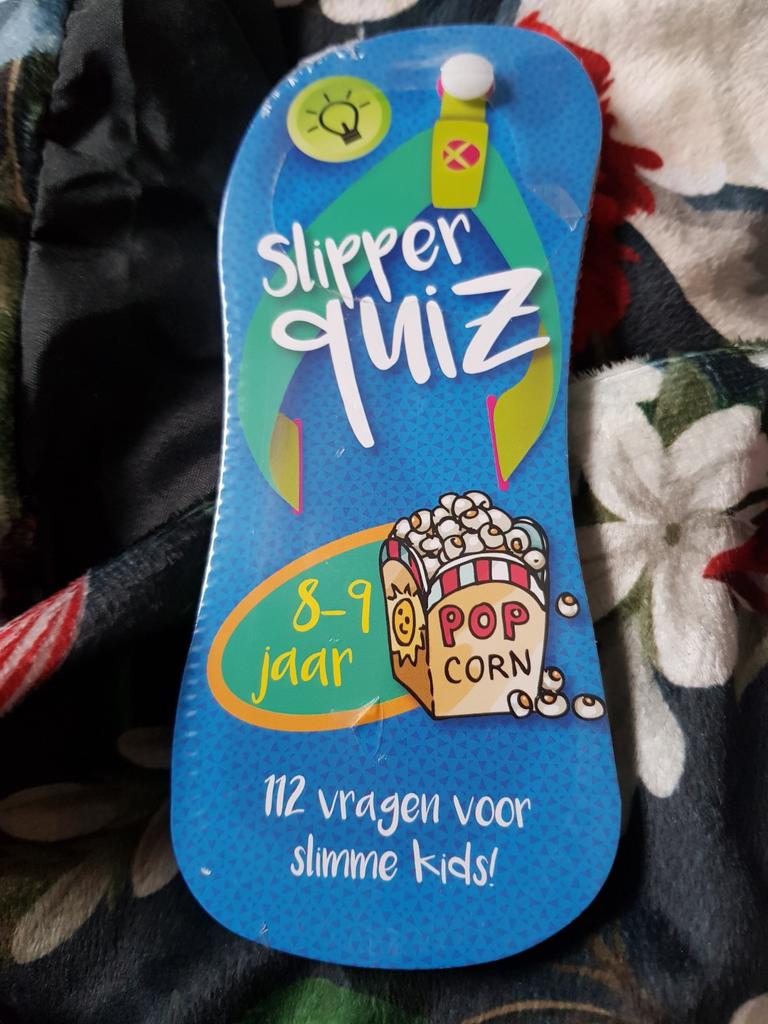 slipper
quiz
8-9
jaar
POP
CORN
112 vragen voor
slimme kids!